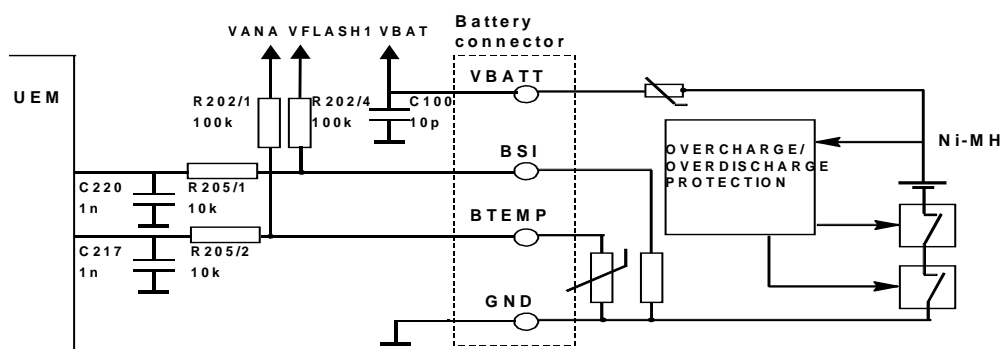 Battery
connector
VANA VFLASH1 VBAT
VBATT
UEM
R202/1
100k
R202/4
100k
C100
10p
Ni-MH
OVERCHARGE/
OVERDISCHARGE
PROTECTION
BSI
C220
1n
R205/1
10k
BTEMP
C217
1n
R205/2
10k
GND